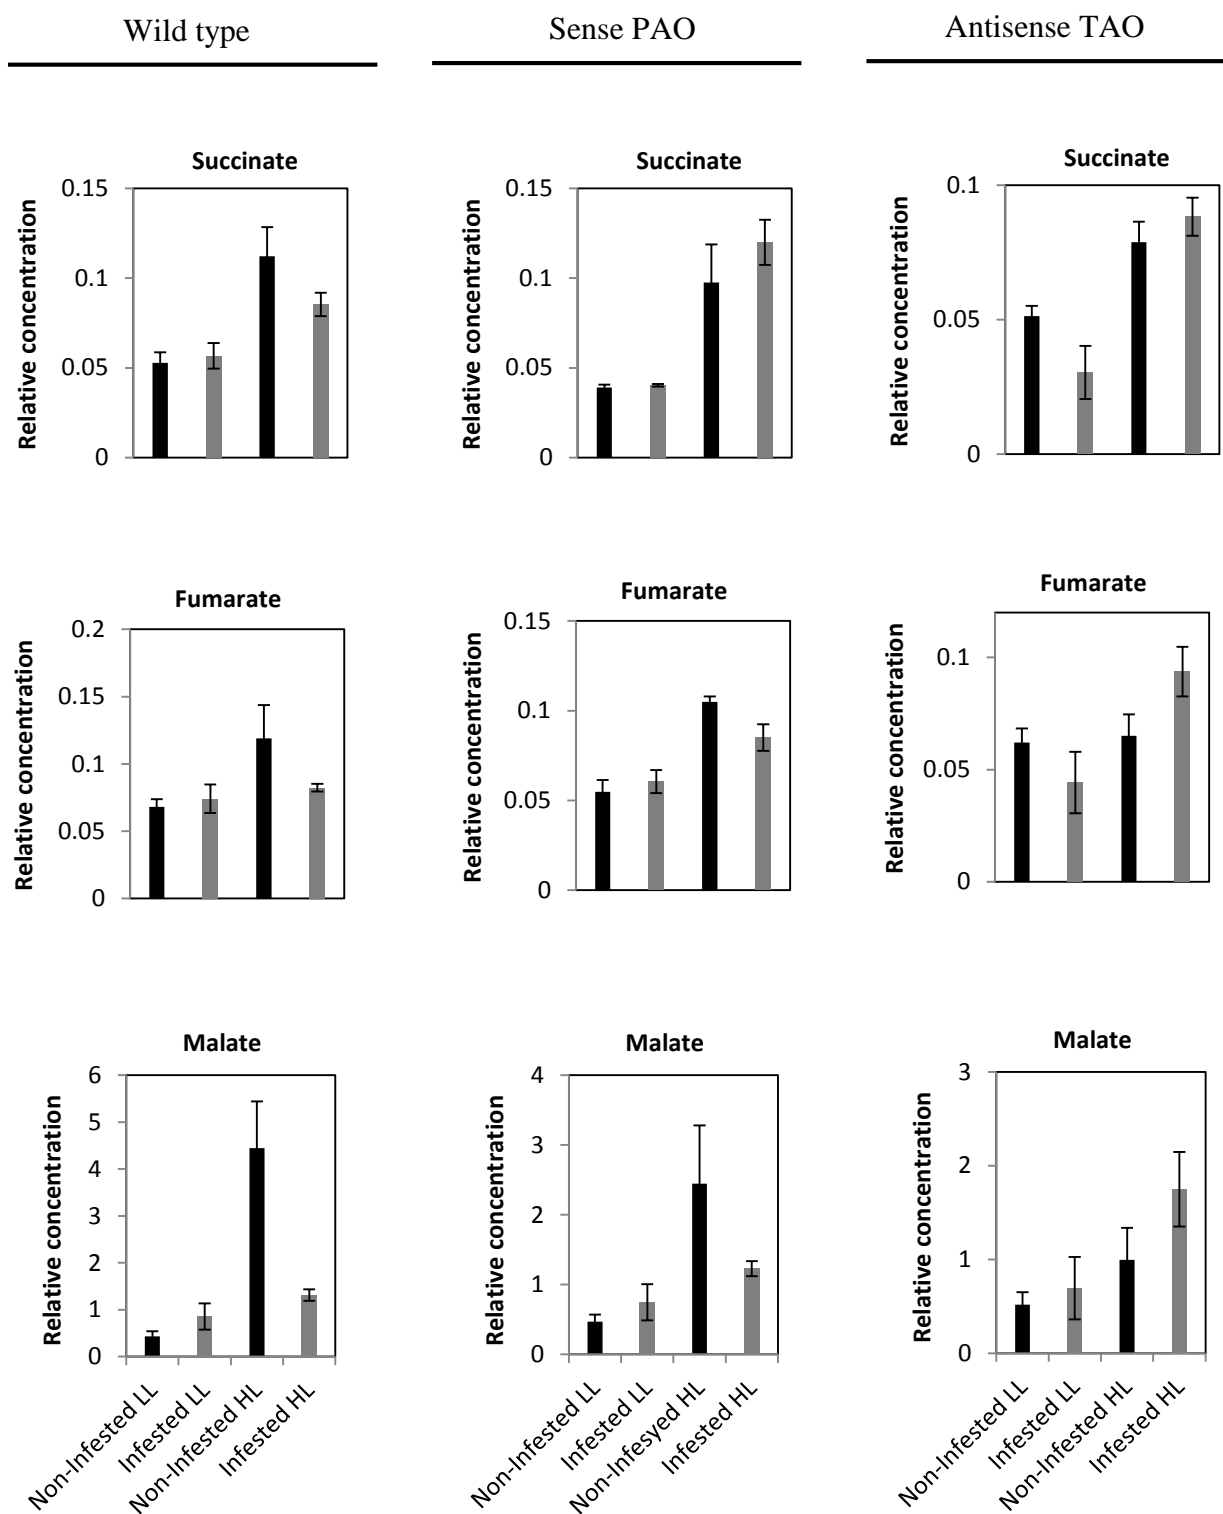 Wild type
Sense PAO
Antisense TAO
Succinate
Relative concentration
0.15
0.1
0.05
0
Succinate
Relative concentration
0.15
0.1
0.05
0
Succinate
Relative concentration
0.1
0.05
0
Fumarate
Relative concentration
0.2
0.15
0.1
0.05
0
Fumarate
Relative concentration
0.15
0.1
0.05
0
Fumarate
Relative concentration
0.1
0.05
0
Malate
Relative concentration
6
5
4
3
2
1
0
Non-Infested LL
Infested LL
Non-Infested HL
Infested HL
Malate
Relative concentration
4
3
2
1
0
Non-Infested LL
Infested LL
Non-Infesyed HL
Infested HL
Malate
Relative concentration
3
2
1
0
Non-Infested LL
Infested LL
Non-Infested HL
Infested HL